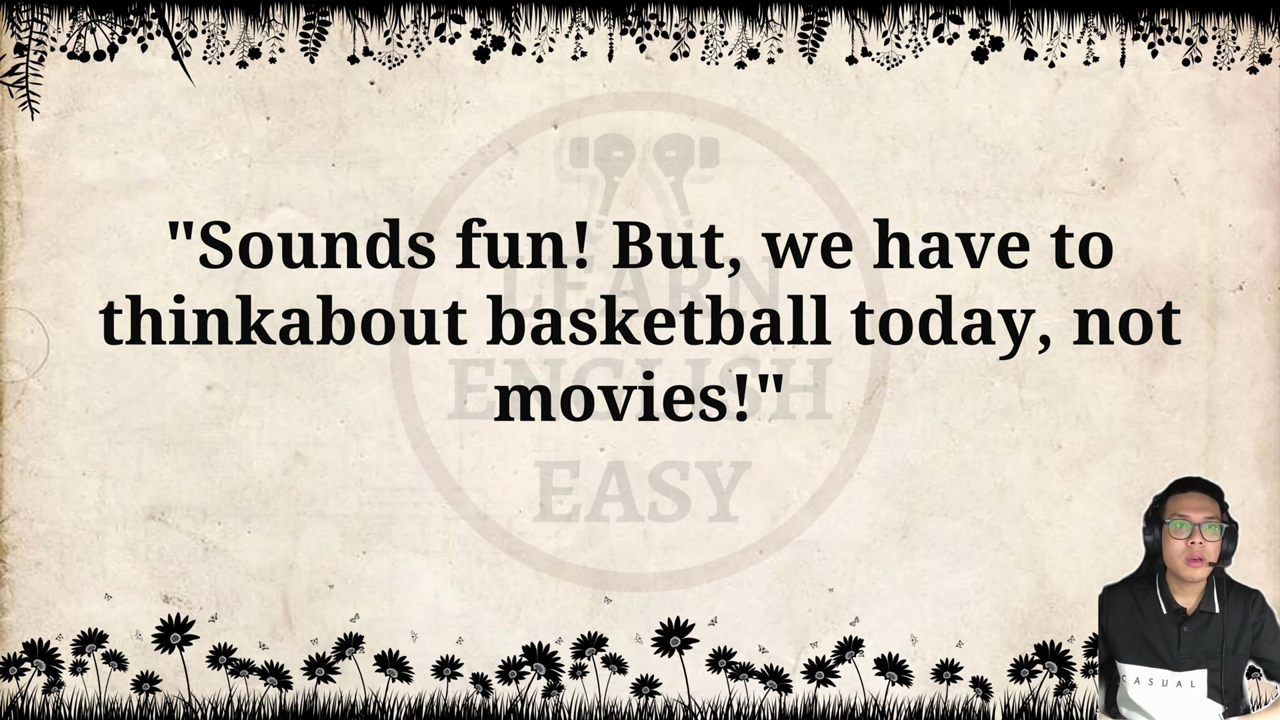 "Sounds fun! But, we have to
thinkabout basketball today, not
movies!"
LEARN
ENGLISH
EASY
CASUAL